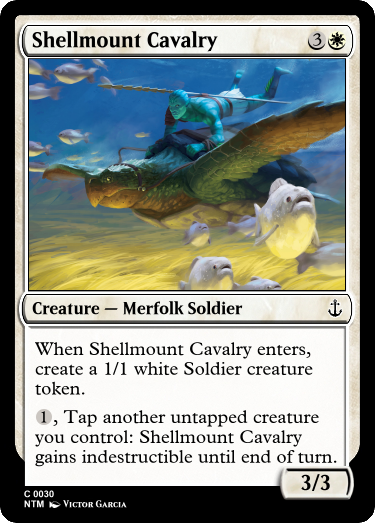 Shellmount Cavalry 3
Creature — Merfolk Soldier
When Shellmount Cavalry enters,
create a 1/1 white Soldier creature
token.
1, Tap another untapped creature
you control: Shellmount Cavalry
gains indestructible until end of turn.
3/3
C 0030
NTM Victor Garcia